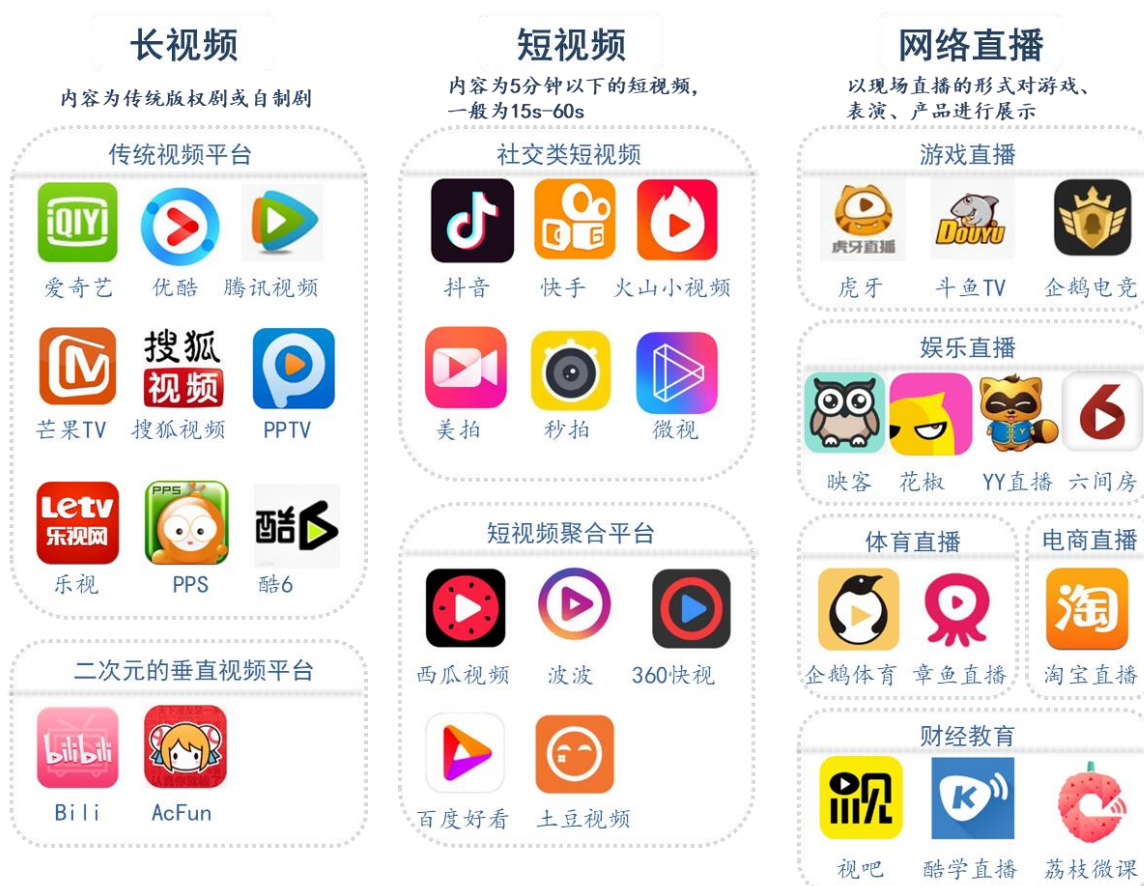 长视频
内容为传统版权剧或自制剧
传统视频平台
iQIYI
爱奇艺
优酷
腾讯视频
搜狐
视频
芒果TV
搜狐视频
PPTV
Letv
乐视网
PPS
酷6
乐视
PPS
酷6
二次元的垂直视频平台
bilibili
Bili
AcFun
短视频
内容为5分钟以下的短视频，
一般为15s-60s
社交类短视频
抖音
快手
火山小视频
美拍
秒拍
微视
短视频聚合平台
西瓜视频
波波
360快视
百度好看
土豆视频
网络直播
以现场直播的形式对游戏、
表演、产品进行展示
游戏直播
虎牙直播
DOUYU
虎牙
斗鱼TV
企鹅电竞
娱乐直播
6
映客
花椒
YY直播
六间房
体育直播
企鹅体育
章鱼直播
电商直播
淘
淘宝直播
财经教育
视吧
K
酷学直播
荔枝微课